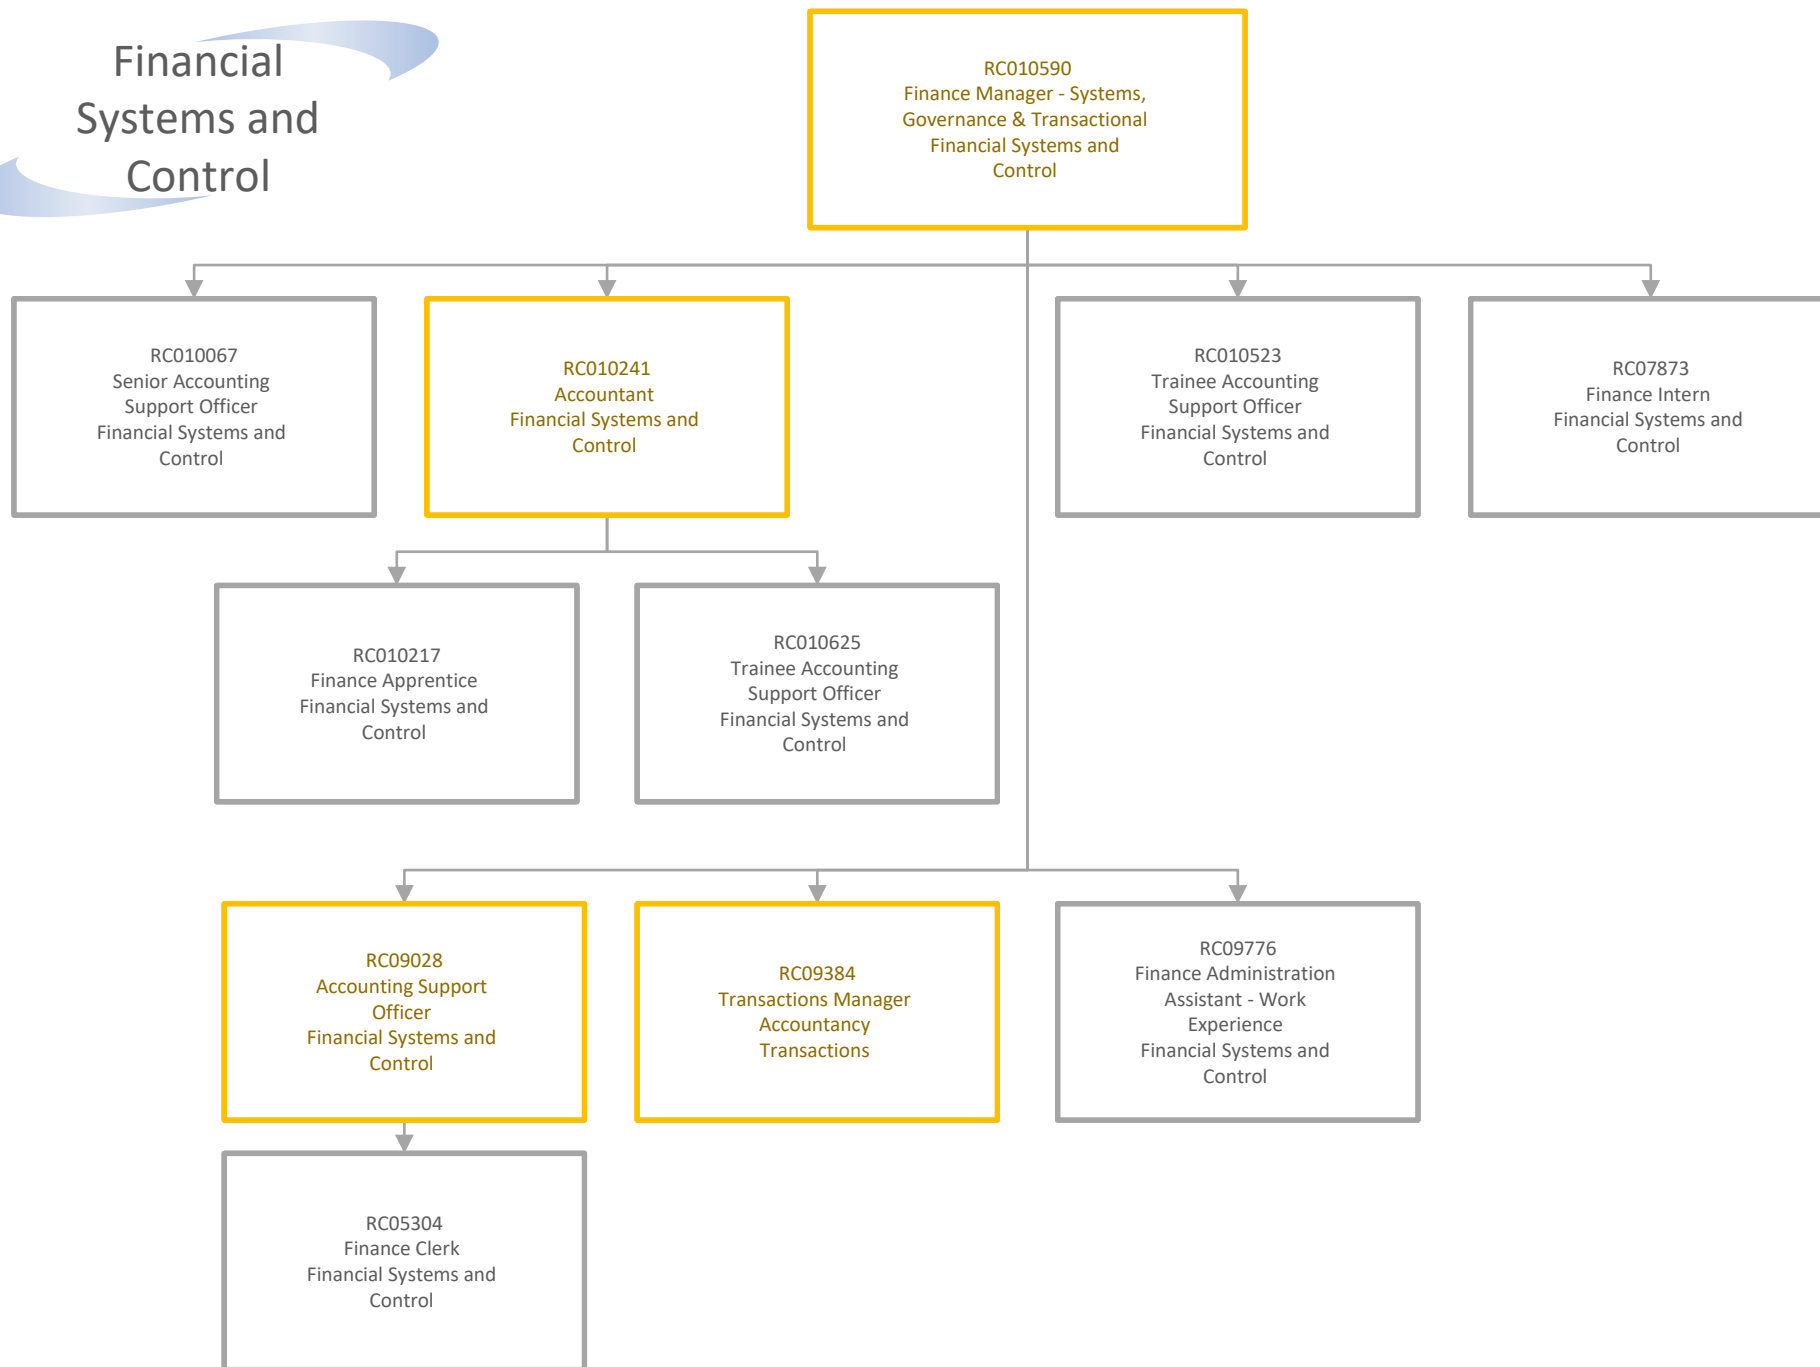 Financial
Systems and
Control
RC010590
Finance Manager - Systems,
Governance & Transactional
Financial Systems and
Control
RC010067
Senior Accounting
Support Officer
Financial Systems and
Control
RC010241
Accountant
Financial Systems and
Control
RC010523
Trainee Accounting
Support Officer
Financial Systems and
Control
RC07873
Finance Intern
Financial Systems and
Control
RC010217
Finance Apprentice
Financial Systems and
Control
RC010625
Trainee Accounting
Support Officer
Financial Systems and
Control
RC09028
Accounting Support
Officer
Financial Systems and
Control
RC09384
Transactions Manager
Accountancy
Transactions
RC09776
Finance Administration
Assistant - Work
Experience
Financial Systems and
Control
RC05304
Finance Clerk
Financial Systems and
Control